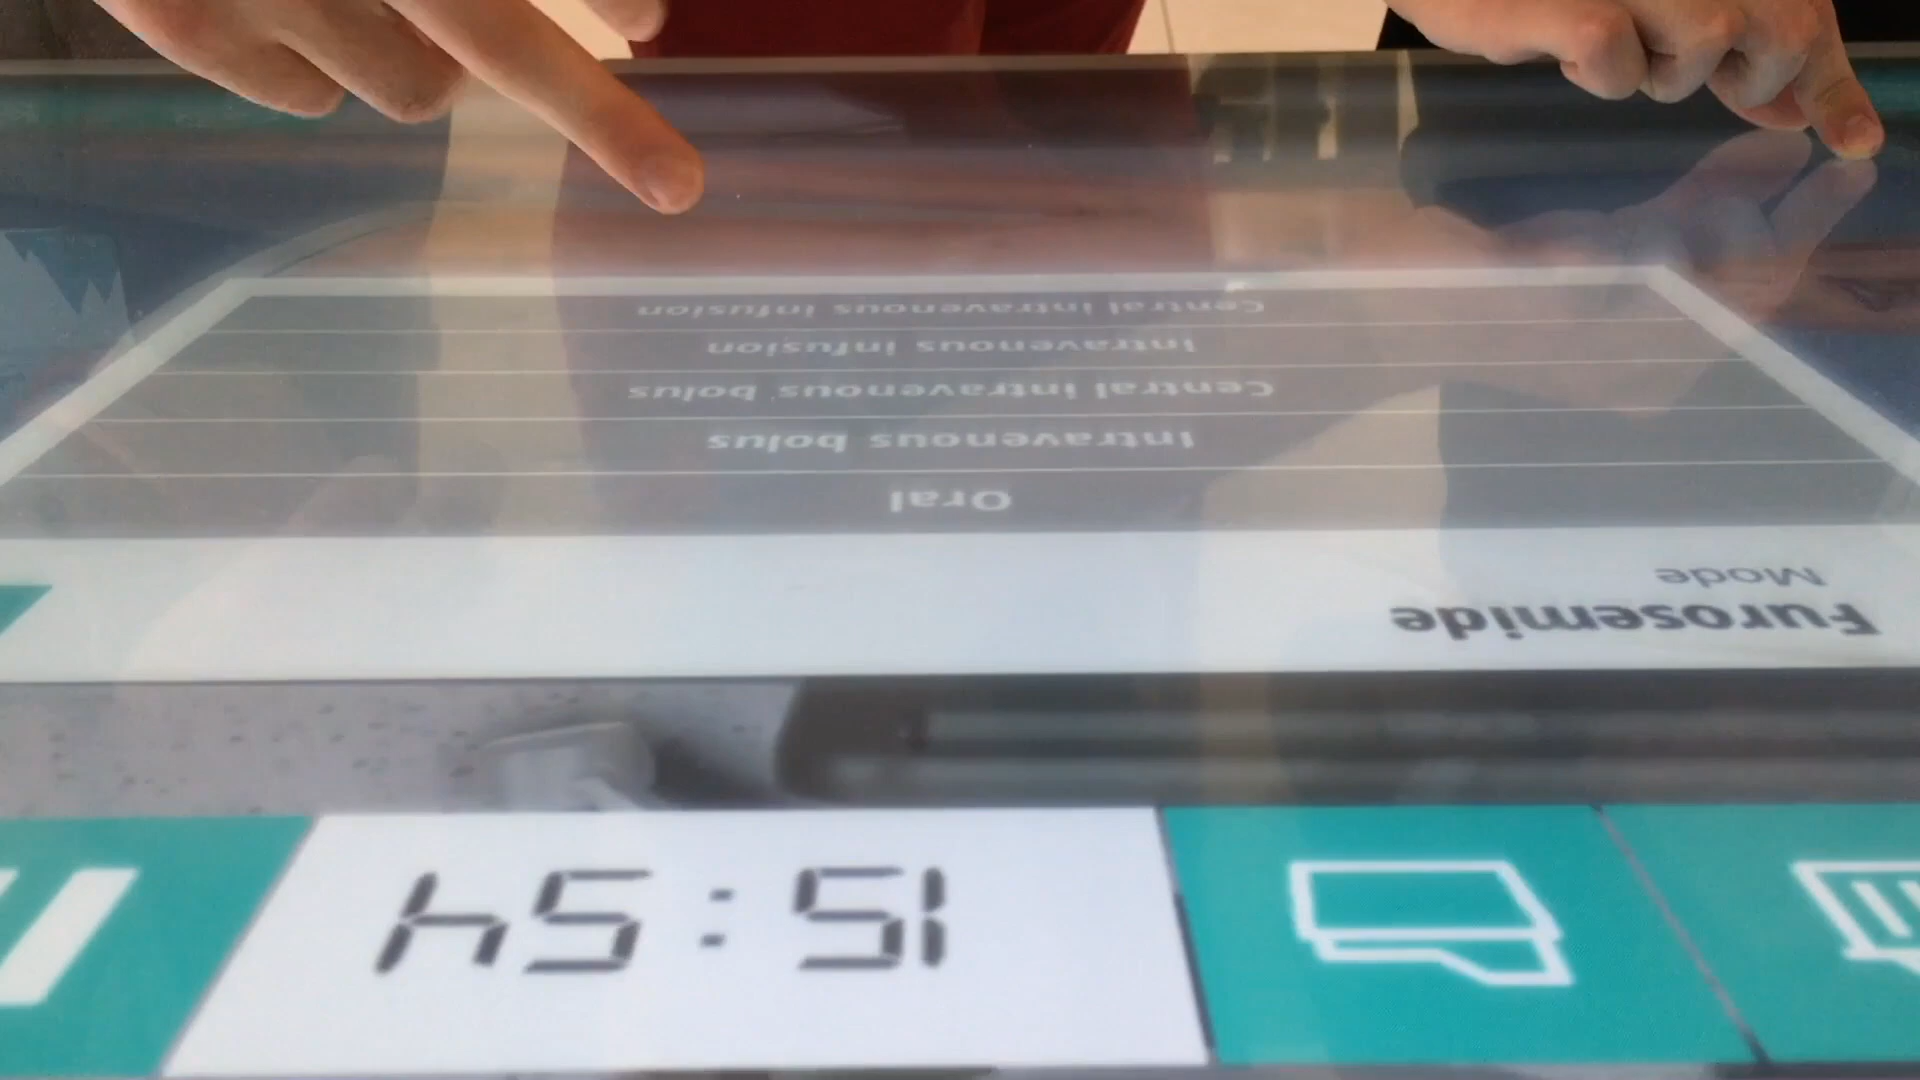 15:54
Furosemide
Mode
Oral
Intravenous bolus
Central intravenous bolus
Intravenous infusion
Central intravenous infusion